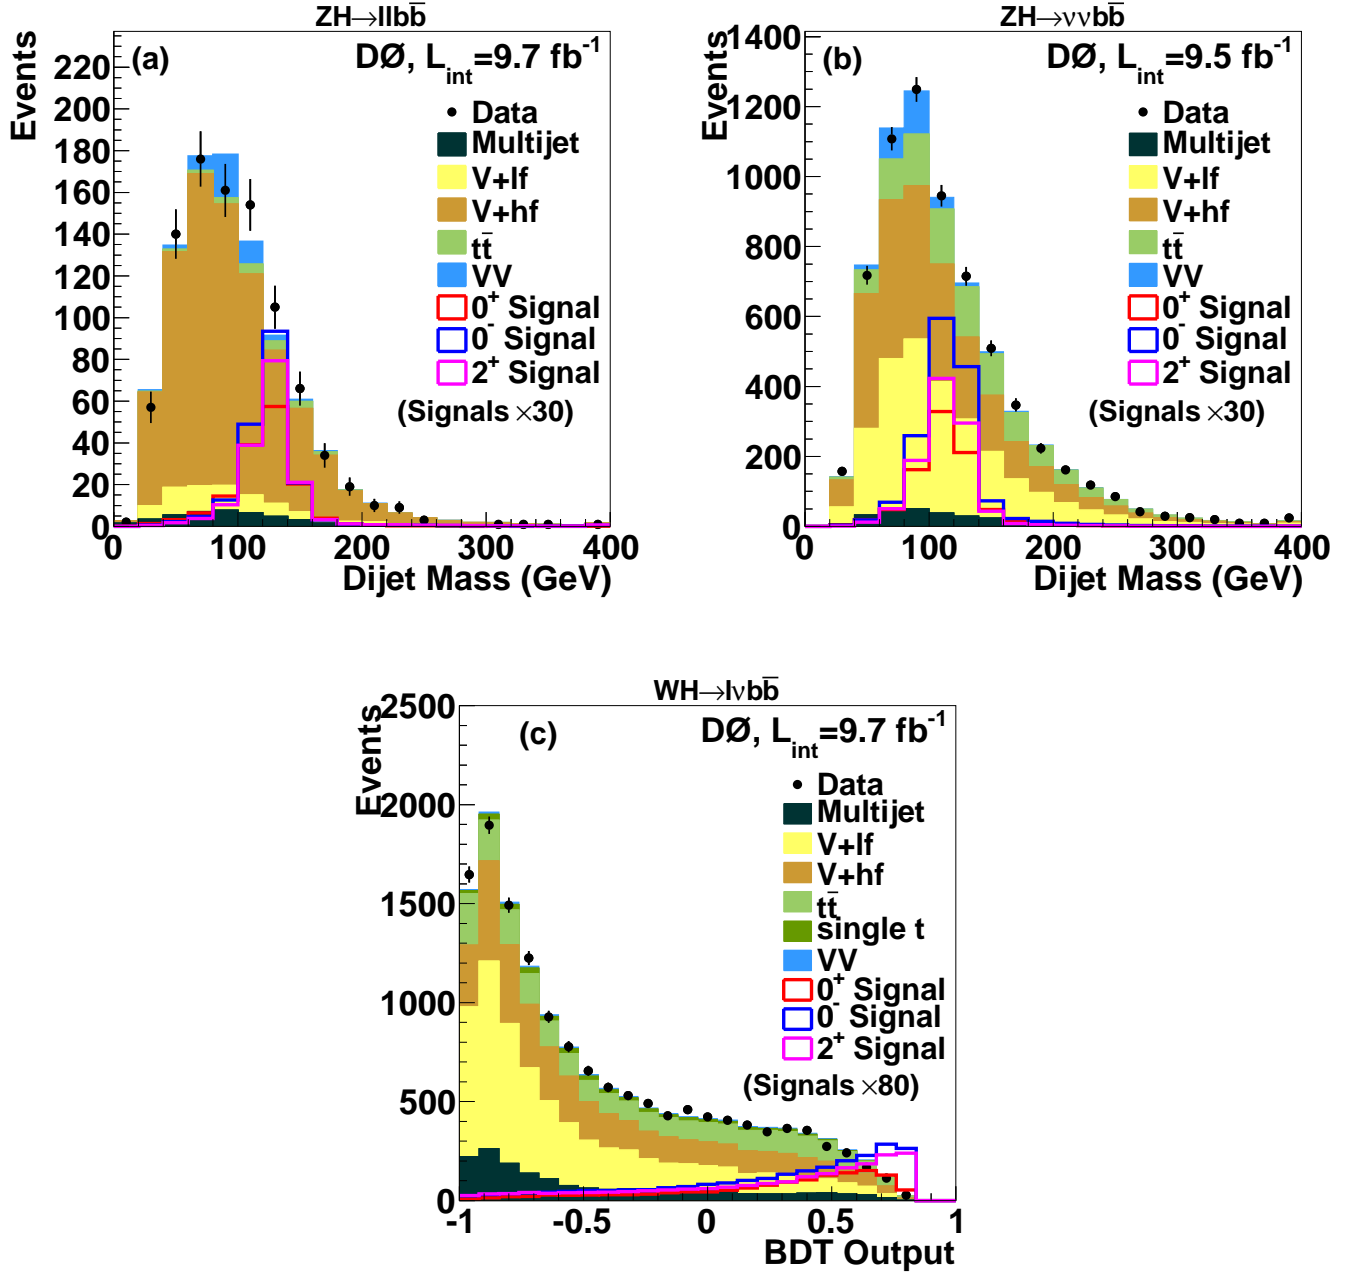 ZH→llbb̄
Events
(a)
DØ, L_int=9.7 fb⁻¹
220
200
180
160
140
120
100
80
60
40
20
0
Data
Multijet
V+lf
V+hf
tt̄
VV
0⁺ Signal
0⁻ Signal
2⁺ Signal
(Signals ×30)
0 100 200 300 400
Dijet Mass (GeV)
ZH→ννbb̄
Events
(b)
DØ, L_int=9.5 fb⁻¹
1400
1200
1000
800
600
400
200
0
Data
Multijet
V+lf
V+hf
tt̄
VV
0⁺ Signal
0⁻ Signal
2⁺ Signal
(Signals ×30)
0 100 200 300 400
Dijet Mass (GeV)
WH→lνbb̄
Events
(c)
DØ, L_int=9.7 fb⁻¹
2500
2000
1500
1000
500
0
Data
Multijet
V+lf
V+hf
tt̄
single t
VV
0⁺ Signal
0⁻ Signal
2⁺ Signal
(Signals ×80)
-1 -0.5 0 0.5 1
BDT Output